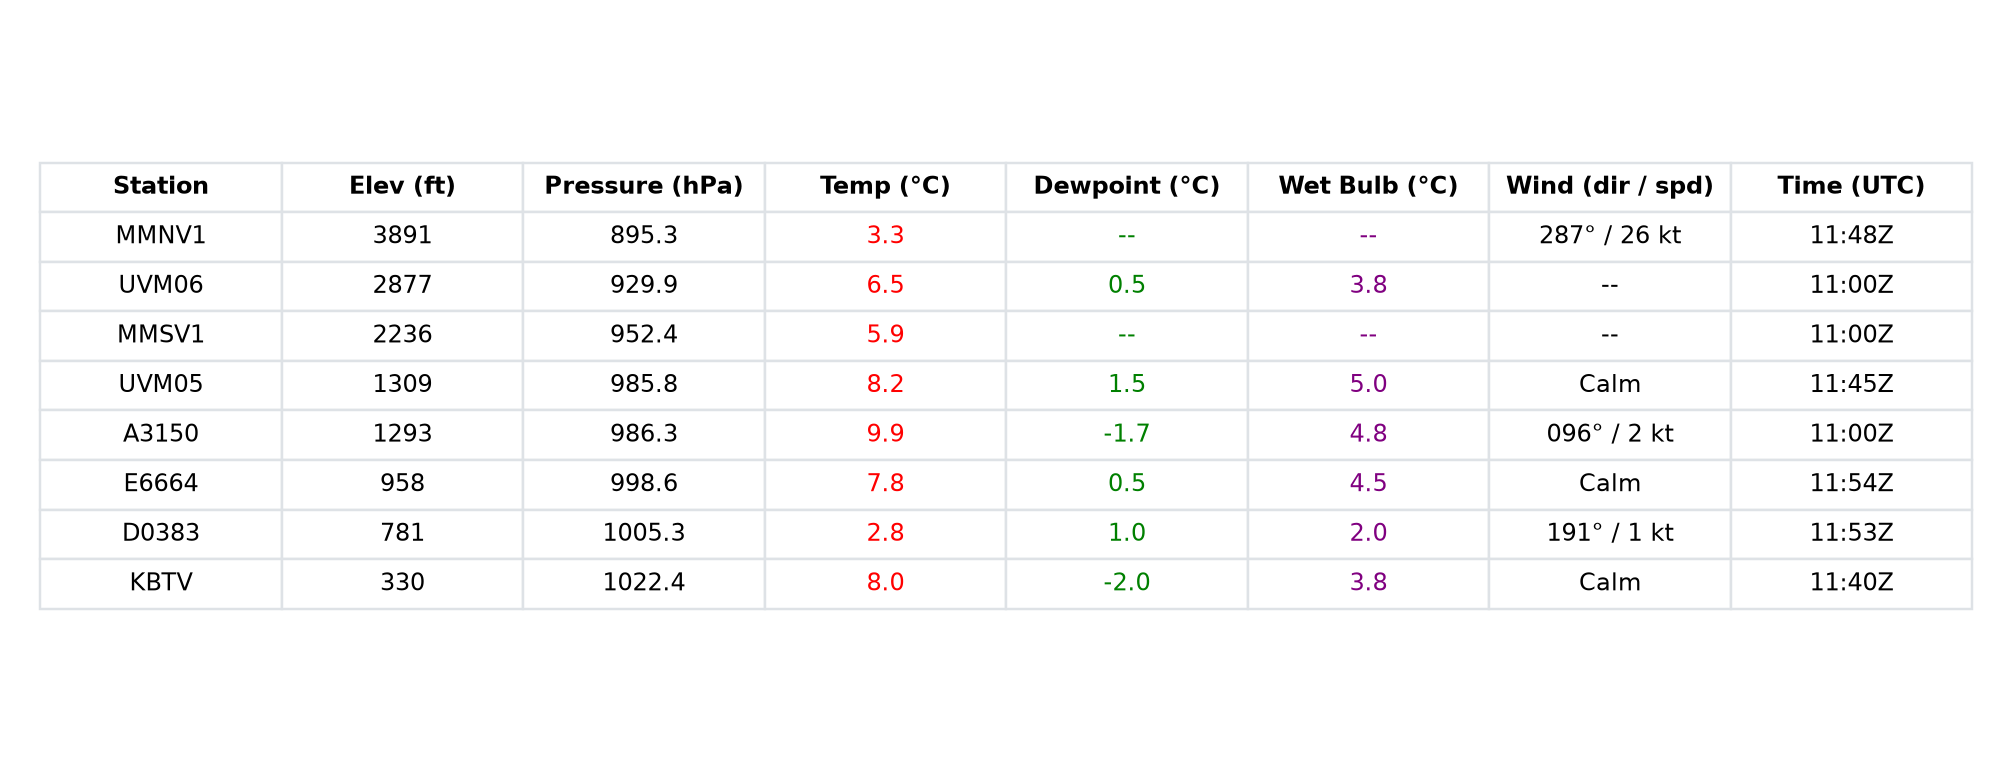 Station Elev (ft) Pressure (hPa) Temp (°C) Dewpoint (°C) Wet Bulb (°C) Wind (dir / spd) Time (UTC)
MMNV1 3891 895.3 3.3 -- -- 287° / 26 kt 11:48Z
UVM06 2877 929.9 6.5 0.5 3.8 -- 11:00Z
MMSV1 2236 952.4 5.9 -- -- -- 11:00Z
UVM05 1309 985.8 8.2 1.5 5.0 Calm 11:45Z
A3150 1293 986.3 9.9 -1.7 4.8 096° / 2 kt 11:00Z
E6664 958 998.6 7.8 0.5 4.5 Calm 11:54Z
D0383 781 1005.3 2.8 1.0 2.0 191° / 1 kt 11:53Z
KBTV 330 1022.4 8.0 -2.0 3.8 Calm 11:40Z